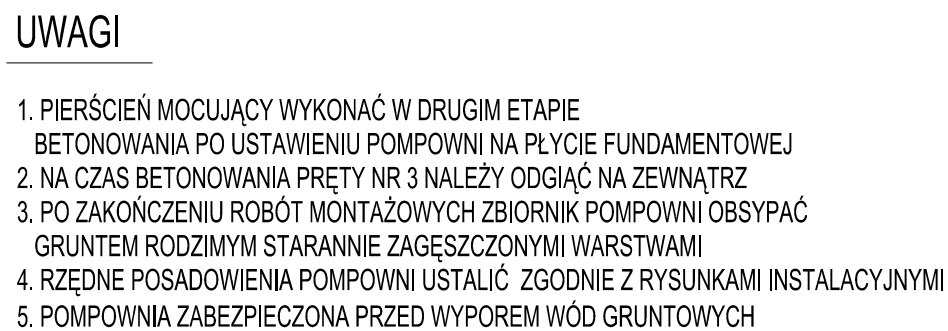 UWAGI
1. PIERŚCIEŃ MOCUJĄCY WYKONAĆ W DRUGIM ETAPIE
BETONOWANIA PO USTAWIENIU POMPOWNI NA PŁYCIE FUNDAMENTOWEJ
2. NA CZAS BETONOWANIA PRĘTY NR 3 NALEŻY ODGIĄĆ NA ZEWNĄTRZ
3. PO ZAKOŃCZENIU ROBÓT MONTAŻOWYCH ZBIORNIK POMPOWNI OBSYPAĆ
GRUNTEM RODZIMYM STARANNIE ZAGĘSZCZONYMI WARSTWAMI
4. RZĘDNE POSADOWIENIA POMPOWNI USTALIĆ ZGODNIE Z RYSUNKAMI INSTALACYJNYMI
5. POMPOWNIA ZABEZPIECZONA PRZED WYPOREM WÓD GRUNTOWYCH